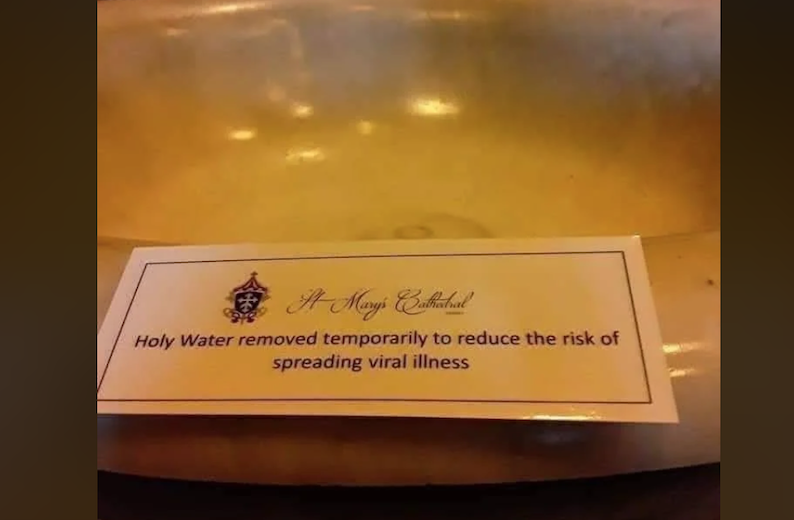 St Mary's Cathedral
Holy Water removed temporarily to reduce the risk of
spreading viral illness